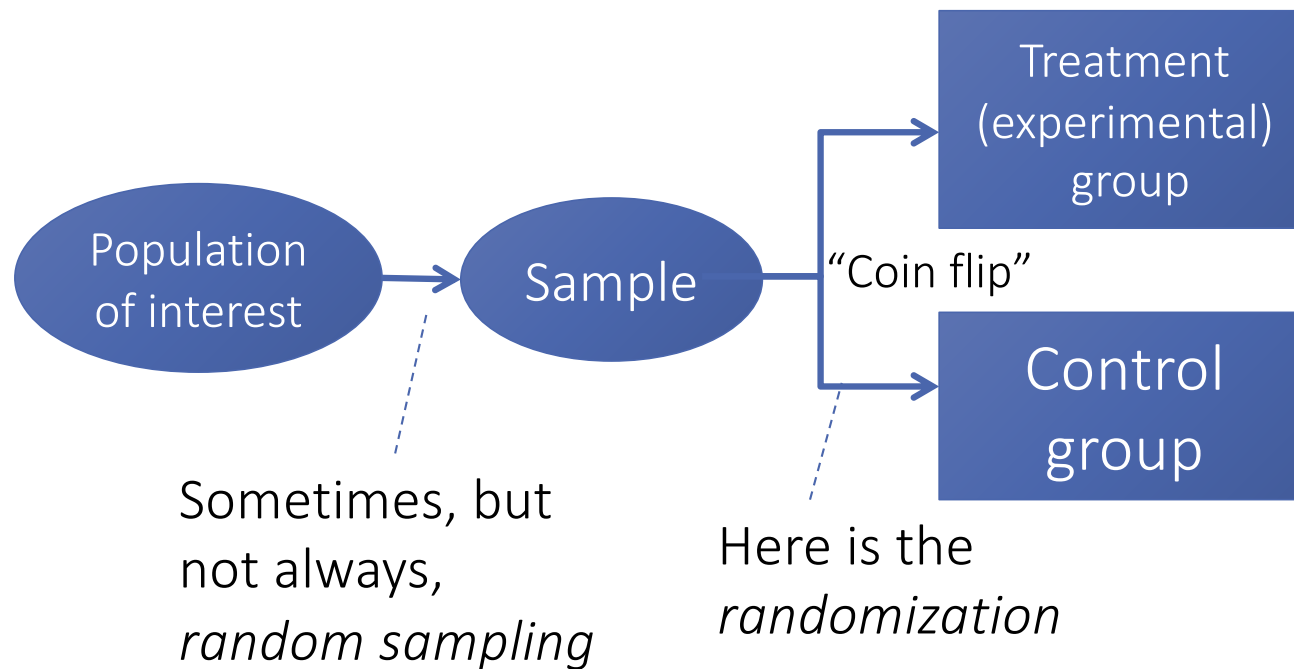 Population
of interest
Sample
Treatment
(experimental)
group
“Coin flip”
Control
group
Sometimes, but
not always,
random sampling
Here is the
randomization